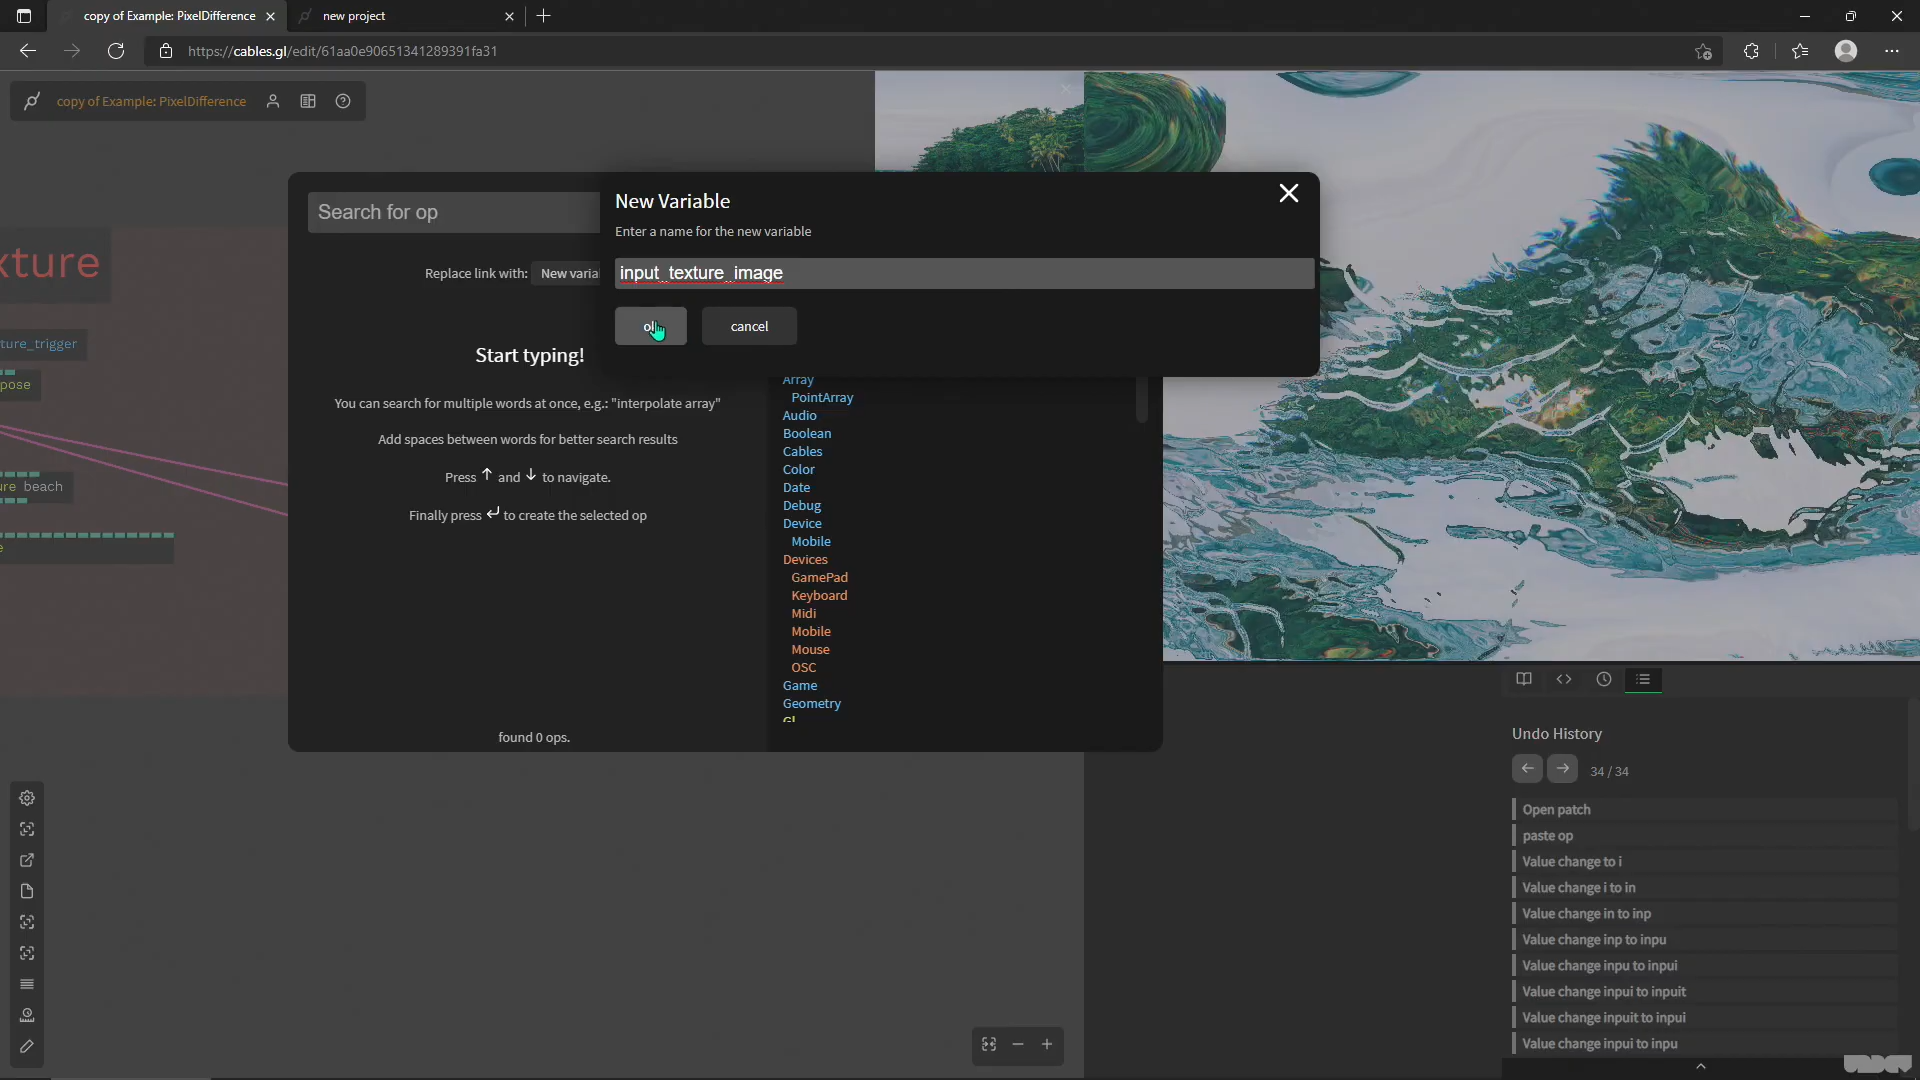 copy of Example: PixelDifference
new project
https://cables.gl/edit/61aa0e90651341289391fa31
copy of Example: PixelDifference
New Variable
Search for op
Enter a name for the new variable
xture
Replace link with:
New varia
input_texture_image
cancel
ture_trigger
Start typing!
pose
Array
You can search for multiple words at once, e.g.: "interpolate array"
PointArray
Audio
Boolean
Add spaces between words for better search results
Cables
Color
Press ↑ and ↓ to navigate.
Date
ure beach
Debug
Finally press ↵ to create the selected op
Device
Mobile
Devices
GamePad
Keyboard
Midi
Mobile
Mouse
OSC
Game
Geometry
Gl
found 0 ops.
Undo History
34 / 34
Open patch
paste op
Value change to i
Value change i to in
Value change in to inp
Value change inp to inpu
Value change inpu to inpui
Value change inpui to inpuit
Value change inpuit to inpui
Value change inpui to inpu